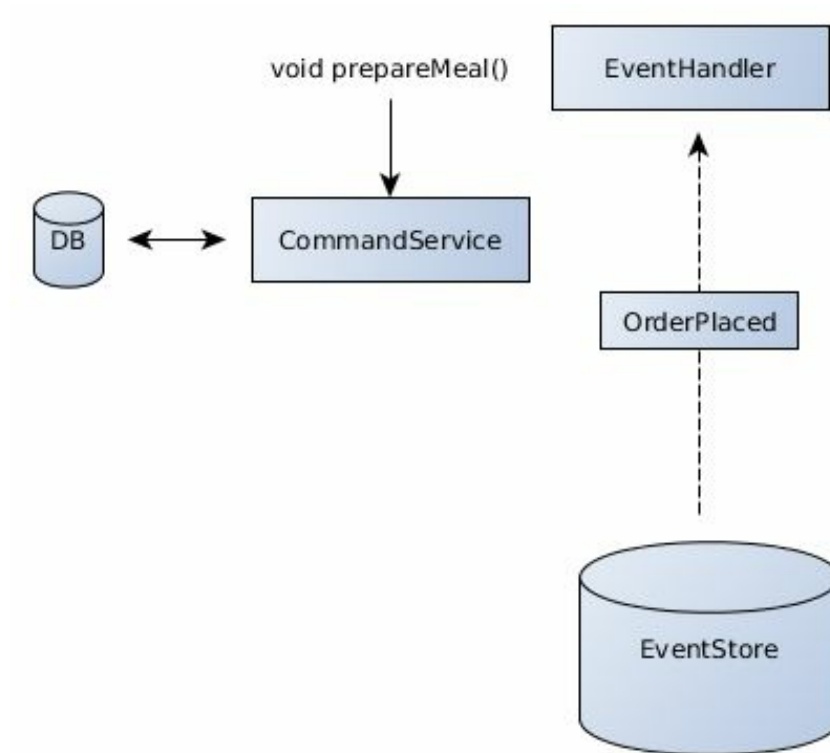 void prepareMeal()
EventHandler
DB
CommandService
OrderPlaced
EventStore